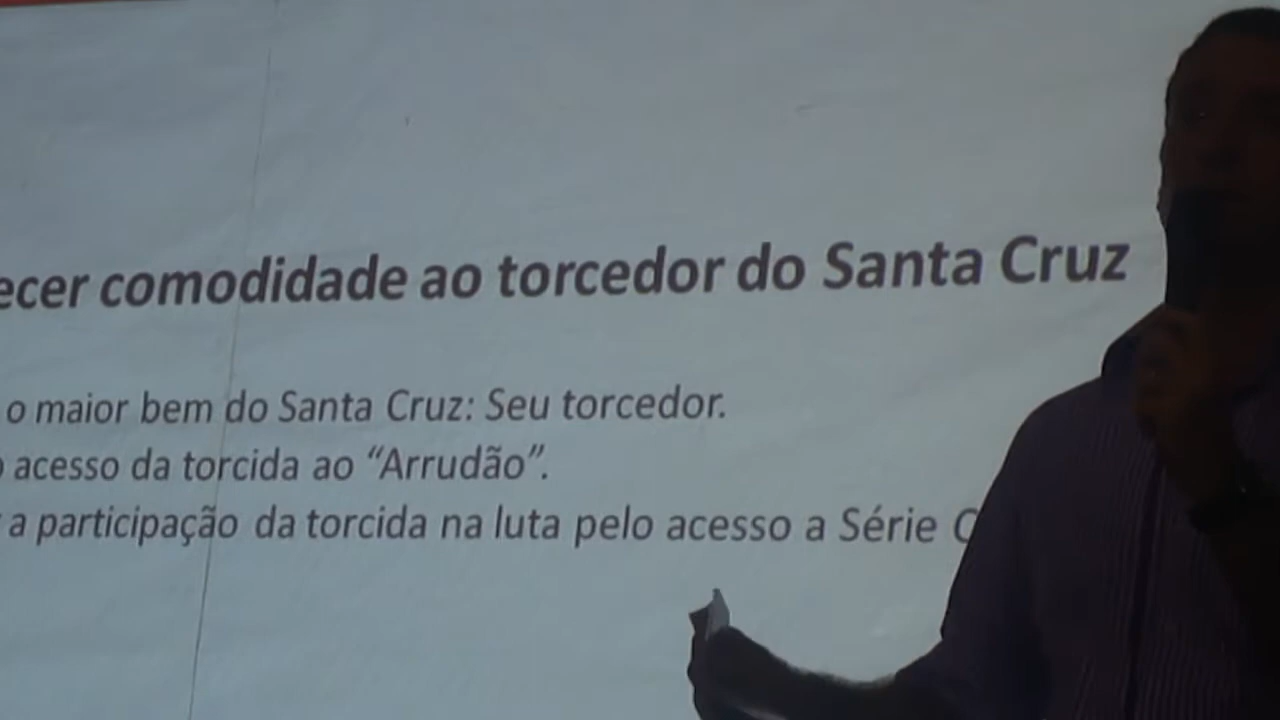 comodidade ao torcedor do Santa Cruz
o maior bem do Santa Cruz: Seu torcedor.
acesso da torcida ao “Arrudão”.
a participação da torcida na luta pelo acesso a Série